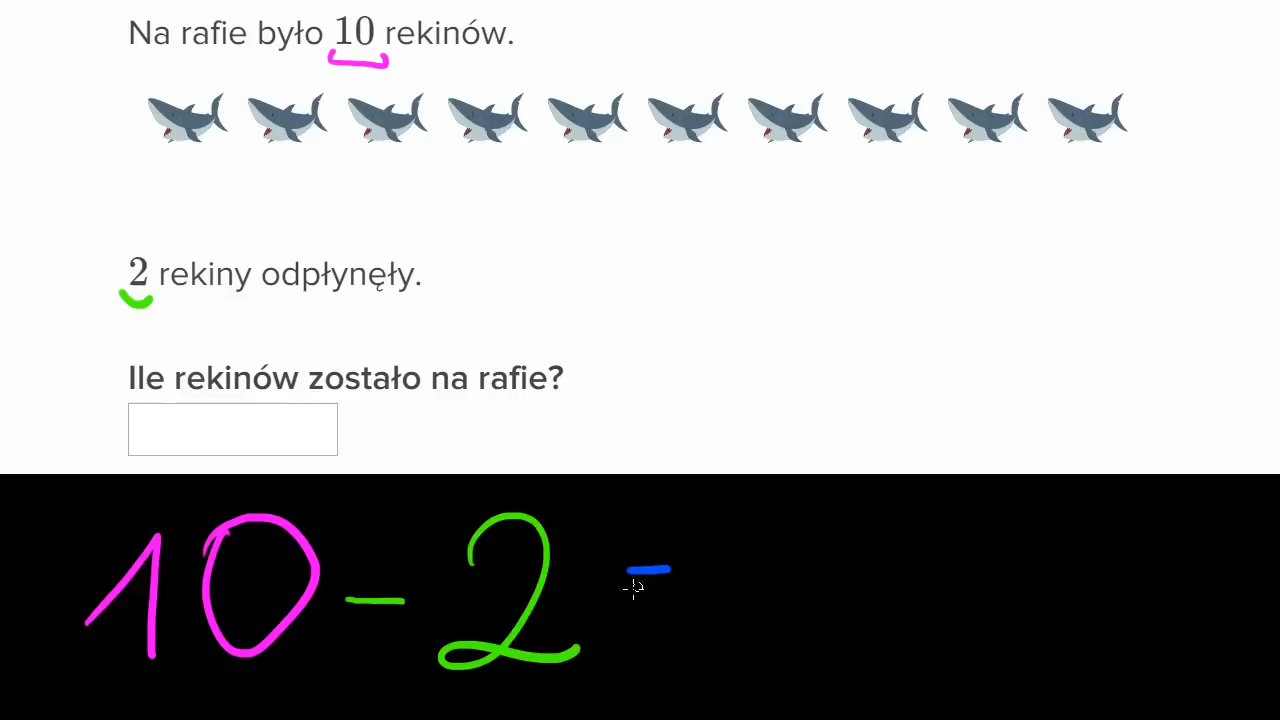 Na rafie było 10 rekinów.
2 rekiny odpłynęły.
Ile rekinów zostało na rafie?
10 - 2 -